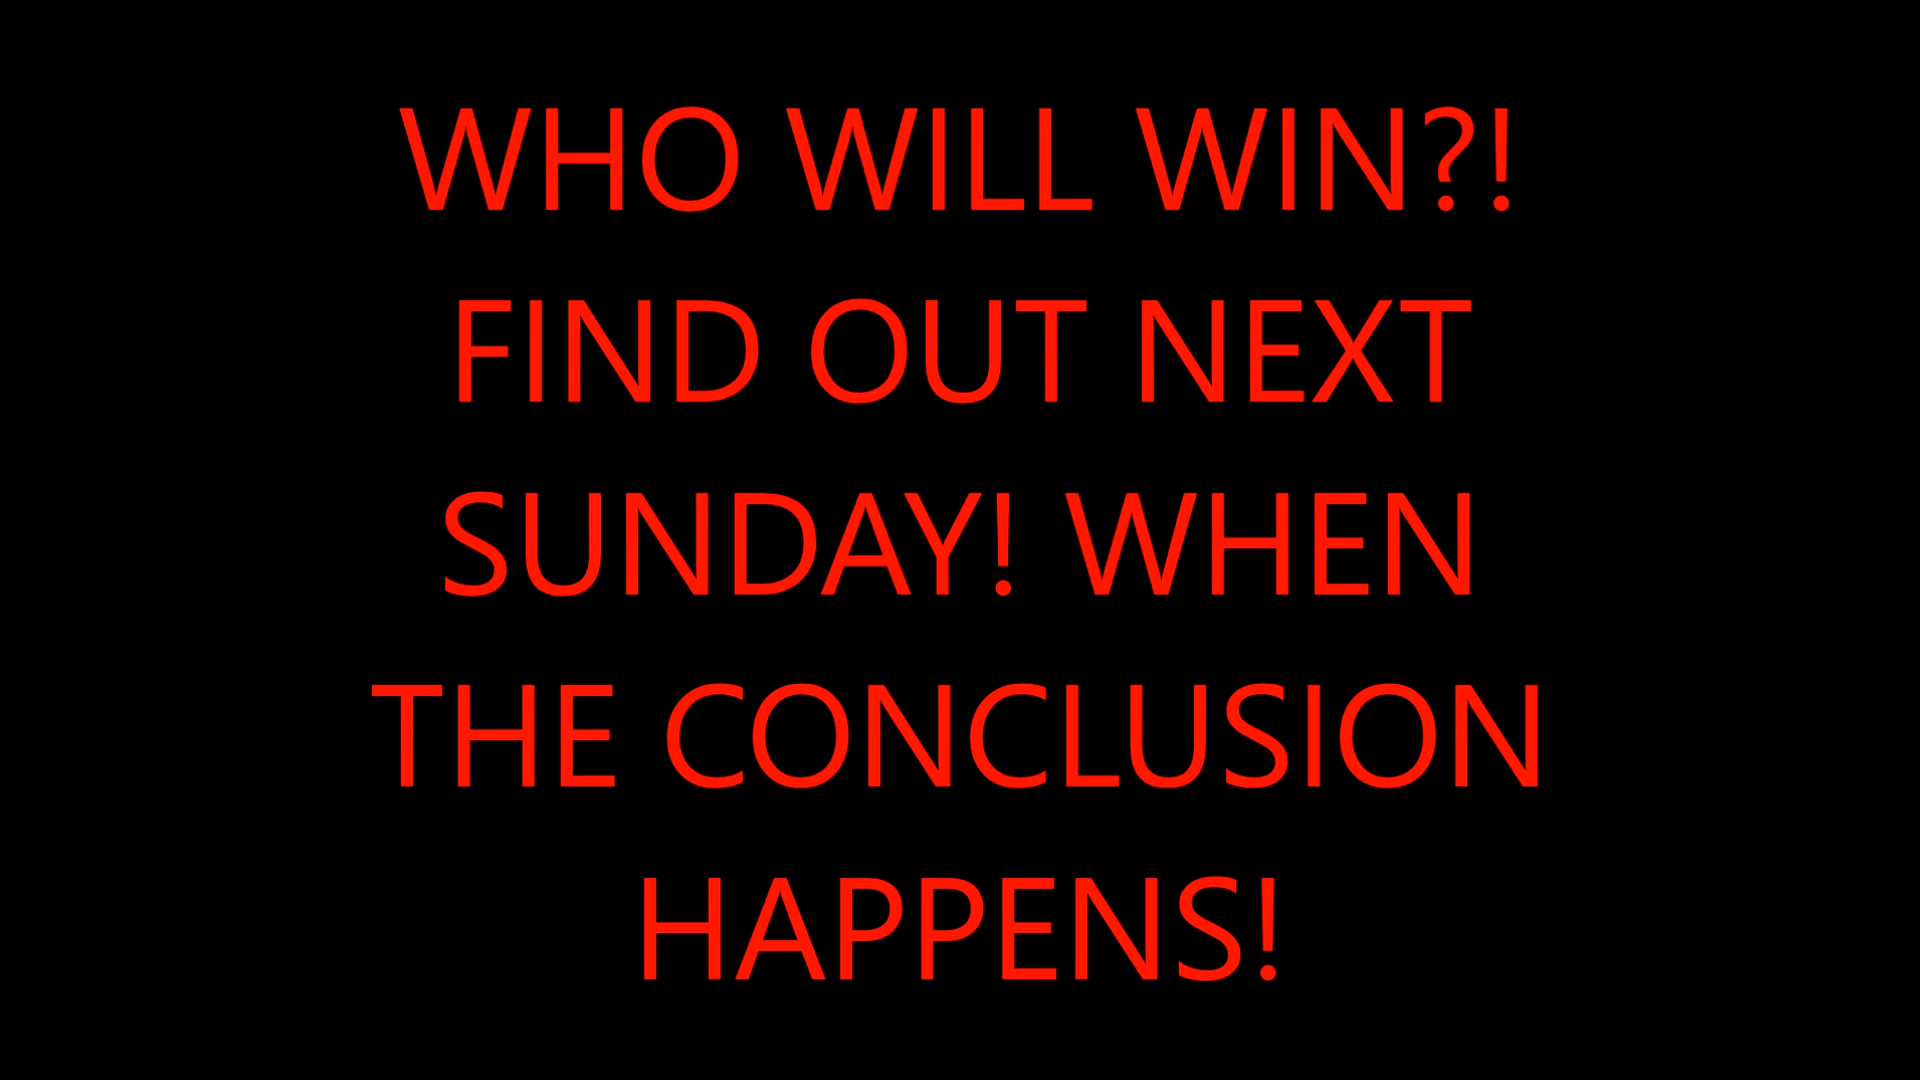 WHO WILL WIN?!
FIND OUT NEXT
SUNDAY! WHEN
THE CONCLUSION
HAPPENS!